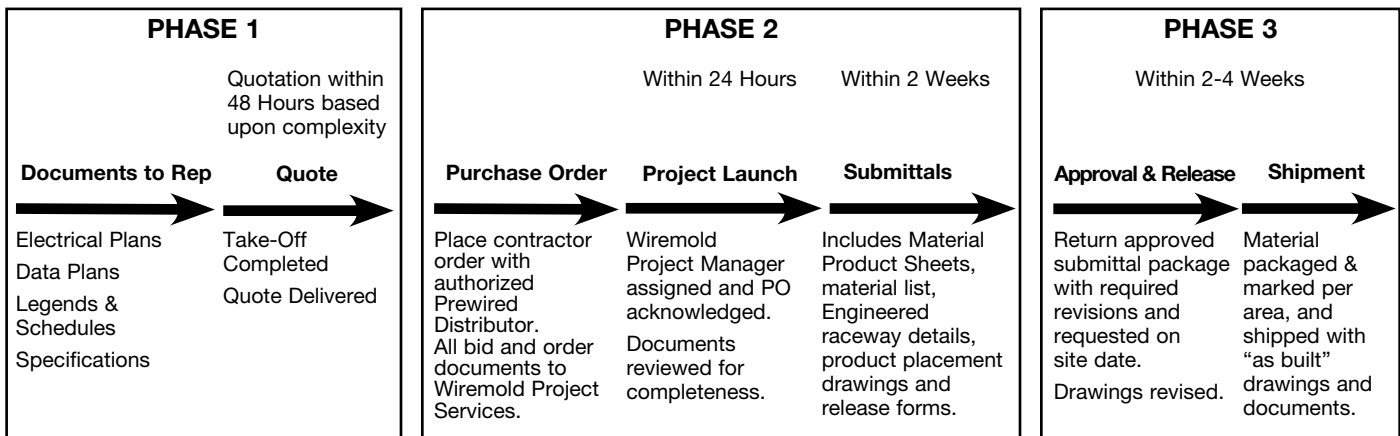 PHASE 1
Quotation within
48 Hours based
upon complexity
Documents to Rep
Electrical Plans
Data Plans
Legends &
Schedules
Specifications
Quote
Take-Off
Completed
Quote Delivered
PHASE 2
Purchase Order
Place contractor
order with
authorized
Prewired
Distributor.
All bid and order
documents to
Wiremold Project
Services.
Within 24 Hours
Project Launch
Wiremold
Project Manager
assigned and PO
acknowledged.
Documents
reviewed for
completeness.
Within 2 Weeks
Submittals
Includes Material
Product Sheets,
material list,
Engineered
raceway details,
product placement
drawings and
release forms.
PHASE 3
Within 2-4 Weeks
Approval & Release
Return approved
submittal package
with required
revisions and
requested on
site date.
Drawings revised.
Shipment
Material
packaged &
marked per
area, and
shipped with
“as built”
drawings and
documents.